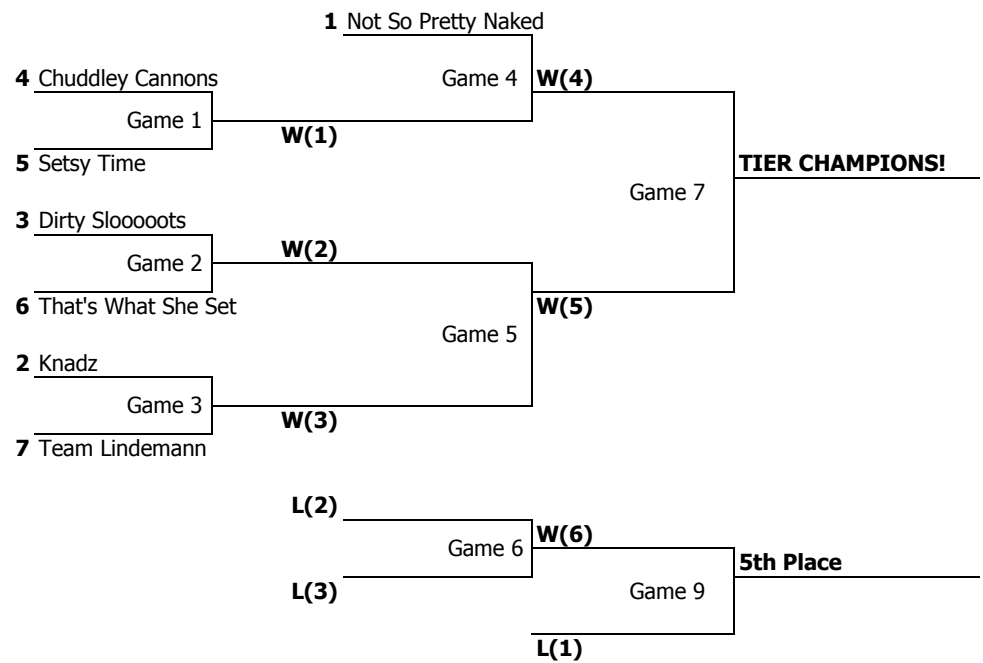 1 Not So Pretty Naked
4 Chuddley Cannons
Game 4
W(4)
Game 1
W(1)
5 Setsy Time
TIER CHAMPIONS!
Game 7
3 Dirty Slooooots
W(2)
Game 2
6 That's What She Set
W(5)
Game 5
2 Knadz
Game 3
W(3)
7 Team Lindemann
L(2)
W(6)
Game 6
5th Place
L(3)
Game 9
L(1)